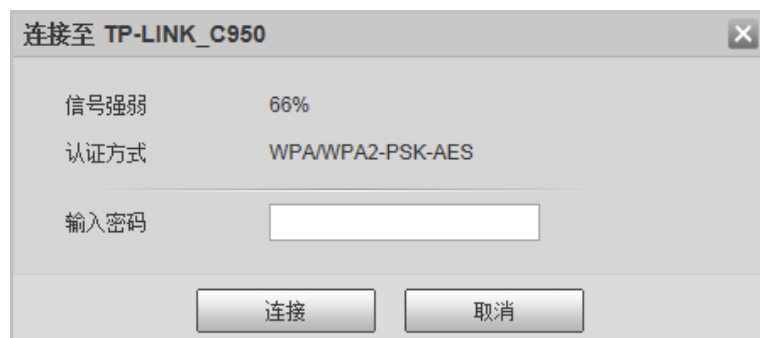 连接至 TP-LINK_C950
信号强弱 66%
认证方式 WPA/WPA2-PSK-AES
输入密码
连接 取消